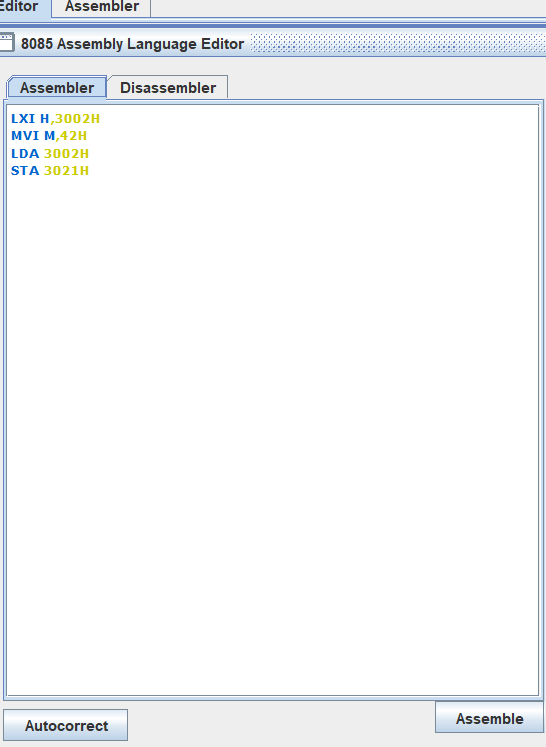 Editor Assembler
8085 Assembly Language Editor
Assembler Disassembler
LXI H,3002H
MVI M,42H
LDA 3002H
STA 3021H
Autocorrect Assemble